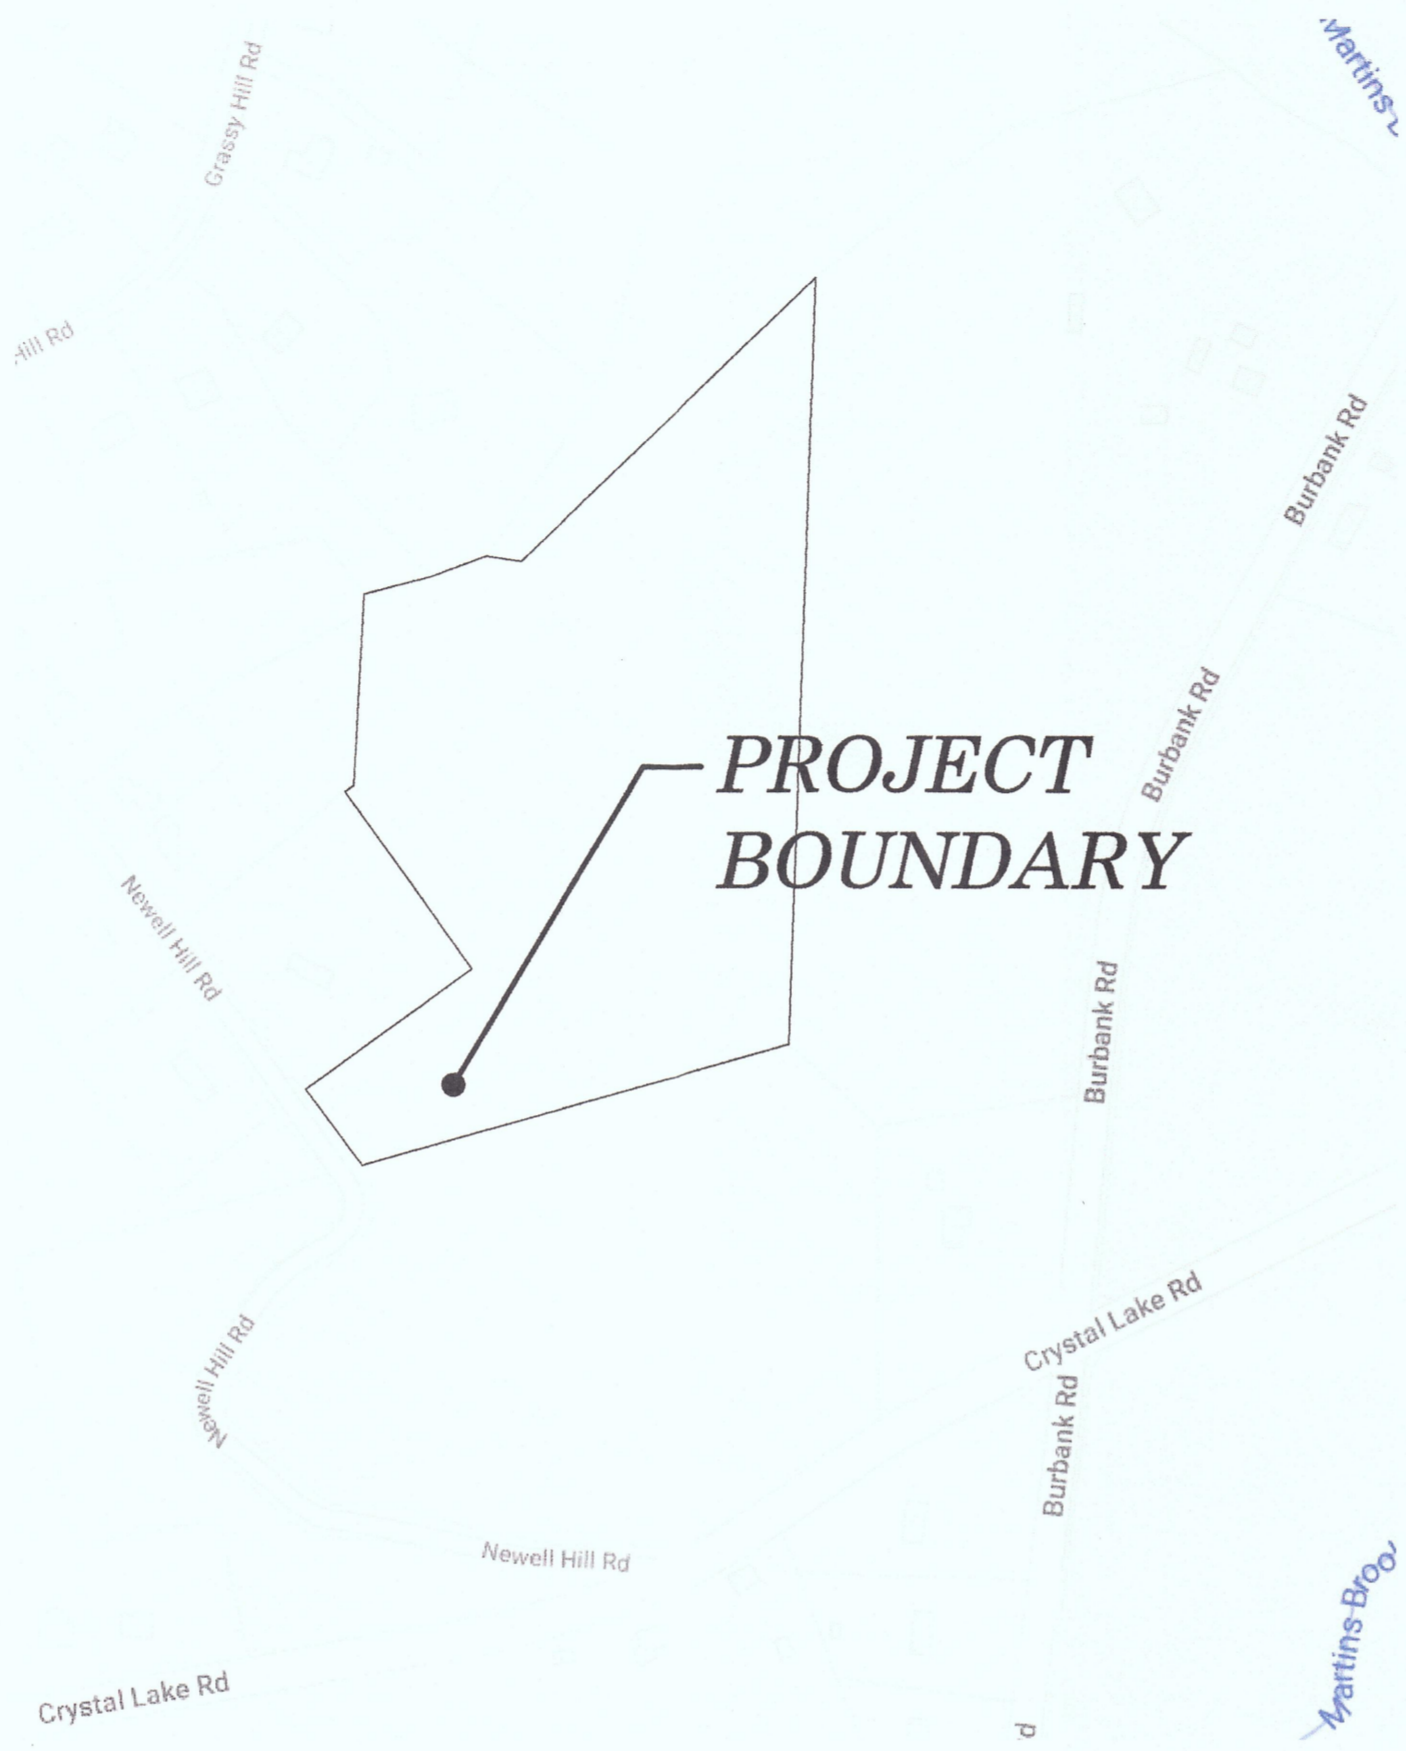 Martins
Grassy Hill Rd
Hill Rd
Burbank Rd
Burbank Rd
PROJECT
BOUNDARY
Newell Hill Rd
Burbank Rd
Crystal Lake Rd
Newell Hill Rd
Burbank Rd
Newell Hill Rd
Martins Broo
Crystal Lake Rd
d